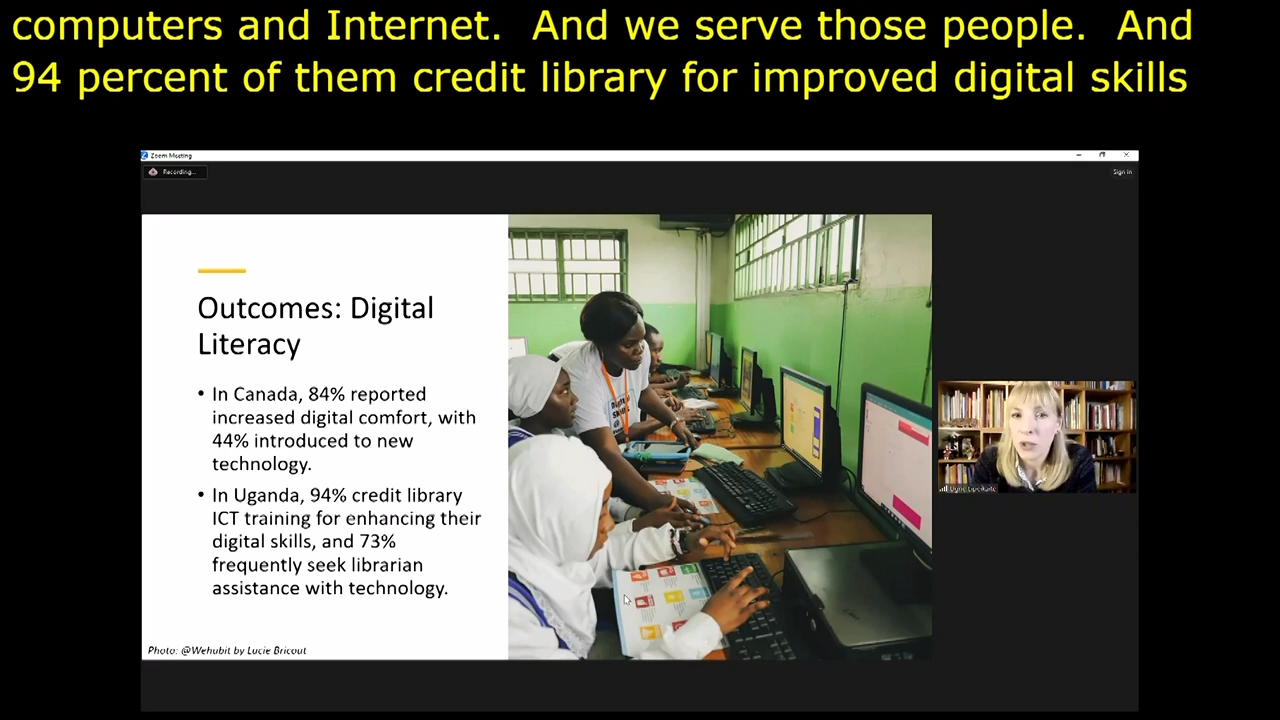 computers and Internet.  And we serve those people.  And
94 percent of them credit library for improved digital skills
Zoom Meeting
Recording...
Sign in
Outcomes: Digital
Literacy
• In Canada, 84% reported
increased digital comfort, with
44% introduced to new
technology.
• In Uganda, 94% credit library
ICT training for enhancing their
digital skills, and 73%
frequently seek librarian
assistance with technology.
Photo: @Wehubit by Lucie Bricout